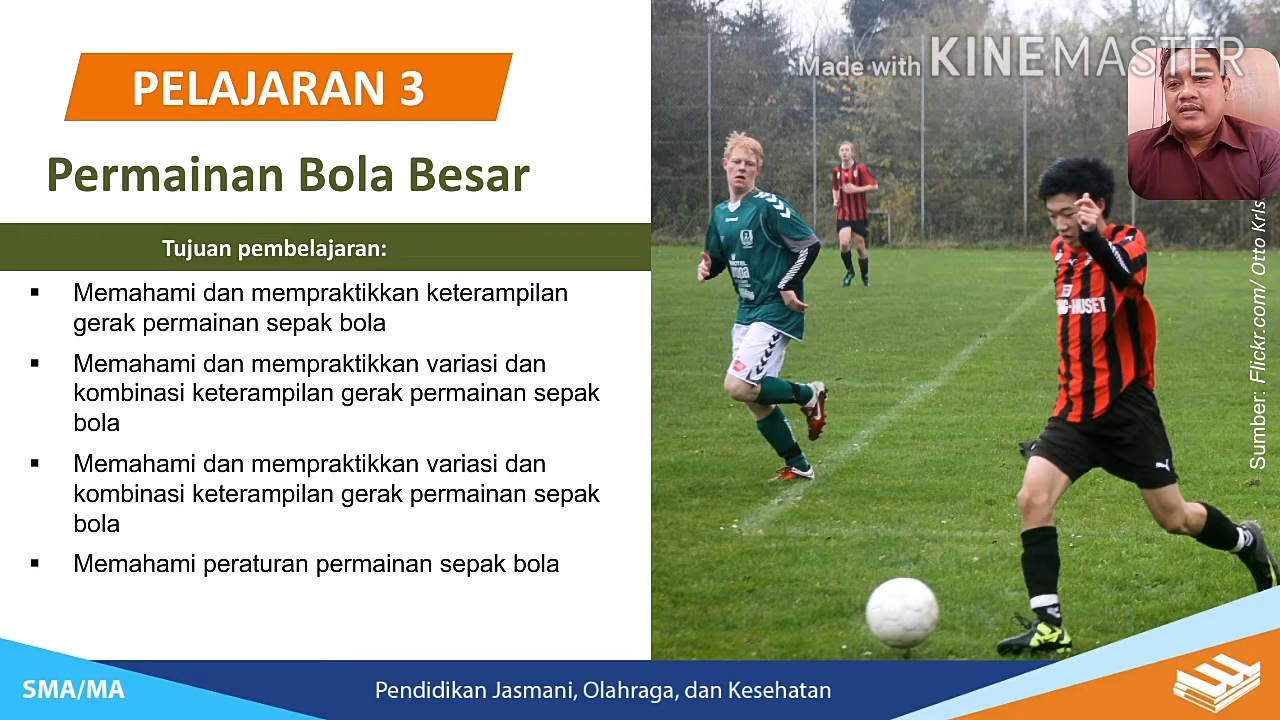 PELAJARAN 3
Permainan Bola Besar
Tujuan pembelajaran:
▪ Memahami dan mempraktikkan keterampilan
gerak permainan sepak bola
▪ Memahami dan mempraktikkan variasi dan
kombinasi keterampilan gerak permainan sepak
bola
▪ Memahami dan mempraktikkan variasi dan
kombinasi keterampilan gerak permainan sepak
bola
▪ Memahami peraturan permainan sepak bola
Made with KINEMASTER
Sumber: Flickr.com/ Otto Kris.
SMA/MA
Pendidikan Jasmani, Olahraga, dan Kesehatan